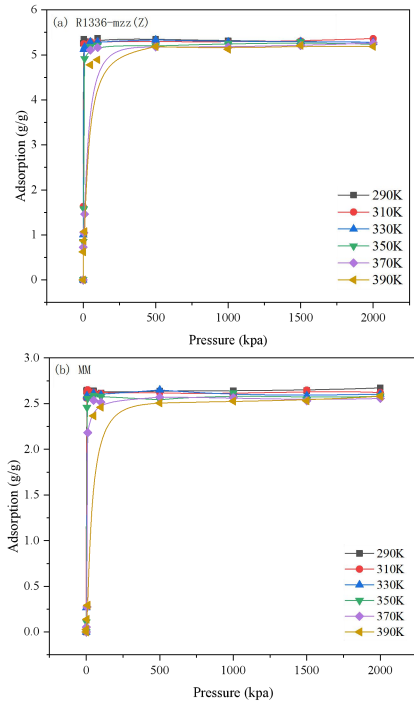 (a) R1336-mzz(Z)
6
5
4
3
2
1
0
Adsorption (g/g)
290K
310K
330K
350K
370K
390K
0 500 1000 1500 2000
Pressure (kpa)
(b) MM
3.0
2.5
2.0
1.5
1.0
0.5
0.0
Adsorption (g/g)
290K
310K
330K
350K
370K
390K
0 500 1000 1500 2000
Pressure (kpa)